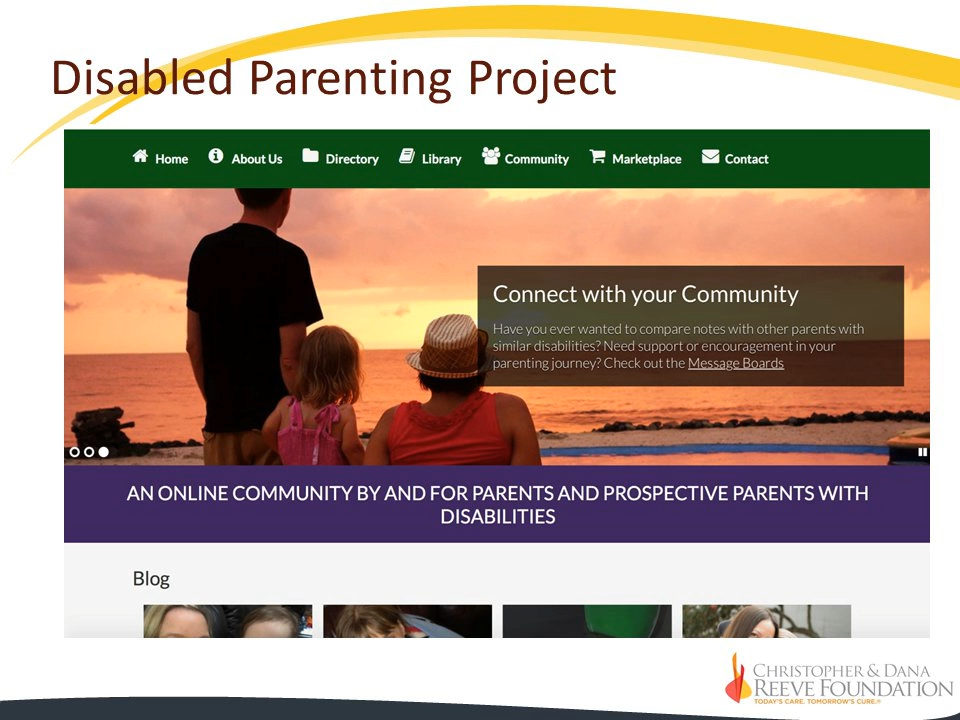 Disabled Parenting Project
Home About Us Directory Library Community Marketplace Contact
Connect with your Community
Have you ever wanted to compare notes with other parents with
similar disabilities? Need support or encouragement in your
parenting journey? Check out the Message Boards
AN ONLINE COMMUNITY BY AND FOR PARENTS AND PROSPECTIVE PARENTS WITH
DISABILITIES
Blog
CHRISTOPHER & DANA
REEVE FOUNDATION
TODAY'S CARE. TOMORROW'S CURE.®